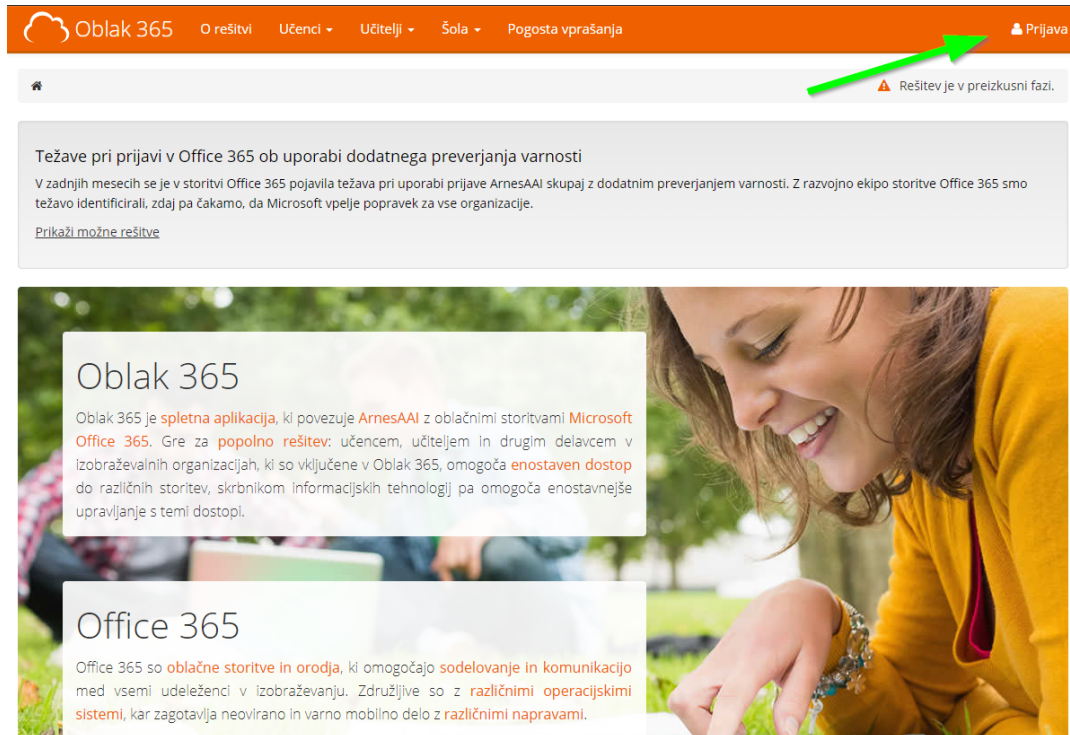 Oblak 365 O rešitvi Učenci Učitelji Šola Pogosta vprašanja Prijava
Rešitev je v preizkusni fazi.
Težave pri prijavi v Office 365 ob uporabi dodatnega preverjanja varnosti
V zadnjih mesecih se je v storitvi Office 365 pojavila težava pri uporabi prijave ArnesAAI skupaj z dodatnim preverjanjem varnosti. Z razvojno ekipo storitve Office 365 smo
težavo identificirali, zdaj pa čakamo, da Microsoft vpelje popravek za vse organizacije.
Prikaži možne rešitve
Oblak 365
Oblak 365 je spletna aplikacija, ki povezuje ArnesAAI z oblačnimi storitvami Microsoft
Office 365. Gre za popolno rešitev: učencem, učiteljem in drugim delavcem v
izobraževalnih organizacijah, ki so vključene v Oblak 365, omogoča enostaven dostop
do različnih storitev, skrbnikom informacijskih tehnologij pa omogoča enostavnejše
upravljanje s temi dostopi.
Office 365
Office 365 so oblačne storitve in orodja, ki omogočajo sodelovanje in komunikacijo
med vsemi udeleženci v izobraževanju. Združljive so z različnimi operacijskimi
sistemi, kar zagotavlja neovirano in varno mobilno delo z različnimi napravami.